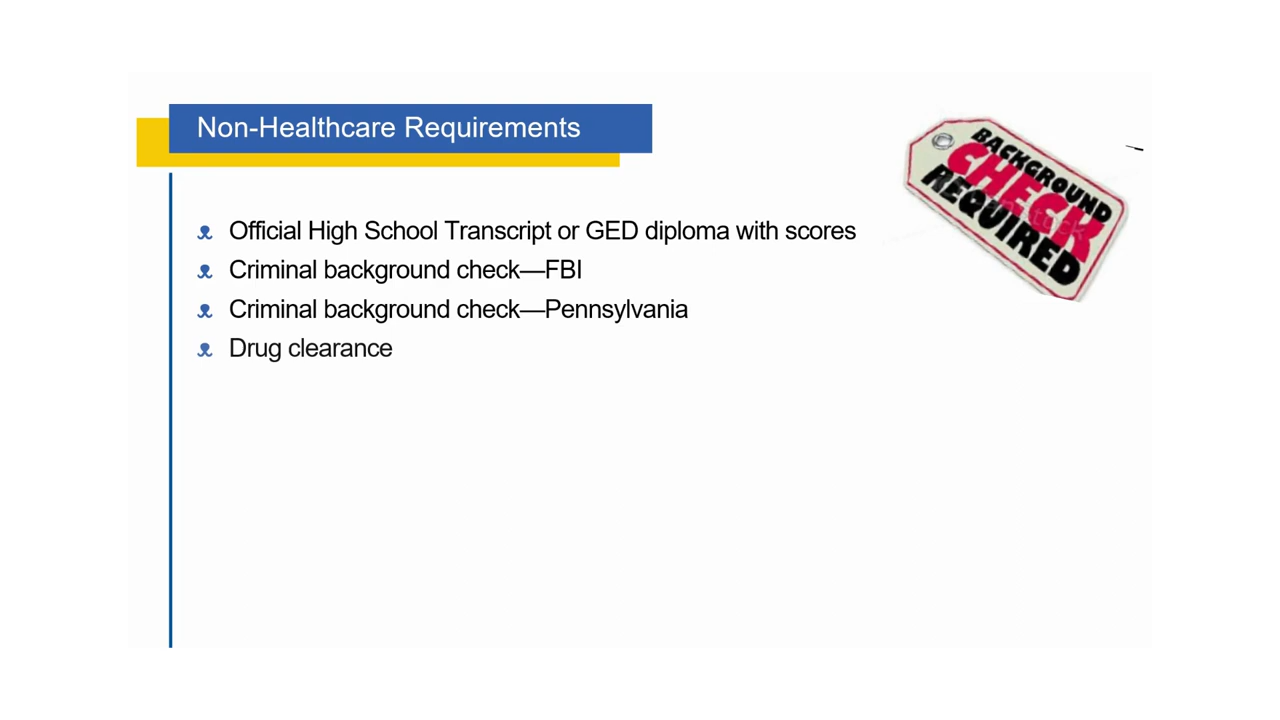 Non-Healthcare Requirements
BACKGROUND
CHECK
REQUIRED
Official High School Transcript or GED diploma with scores
Criminal background check—FBI
Criminal background check—Pennsylvania
Drug clearance